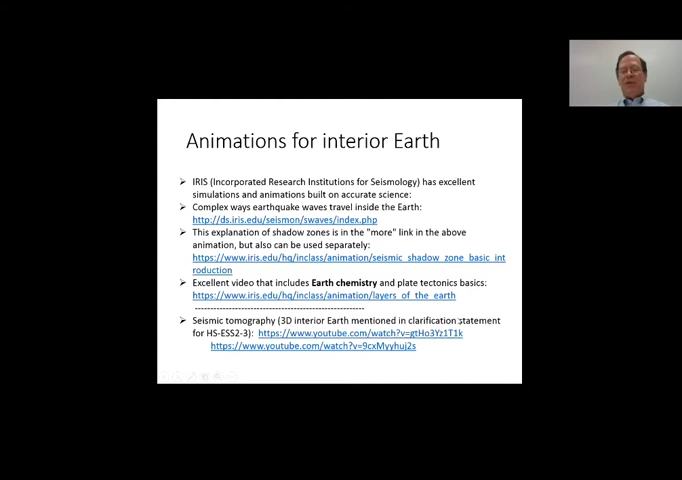 Animations for interior Earth
➢ IRIS (Incorporated Research Institutions for Seismology) has excellent
simulations and animations built on accurate science:
➢ Complex ways earthquake waves travel inside the Earth:
http://ds.iris.edu/seismon/swaves/index.php
➢ This explanation of shadow zones is in the "more" link in the above
animation, but also can be used separately:
https://www.iris.edu/hq/inclass/animation/seismic_shadow_zone_basic_int
roduction
➢ Excellent video that includes Earth chemistry and plate tectonics basics:
https://www.iris.edu/hq/inclass/animation/layers_of_the_earth
------------------------------------------------------
➢ Seismic tomography (3D interior Earth mentioned in clarification statement
for HS-ESS2-3): https://www.youtube.com/watch?v=gtHo3Yz1T1k
https://www.youtube.com/watch?v=9cxMyyhuj2s